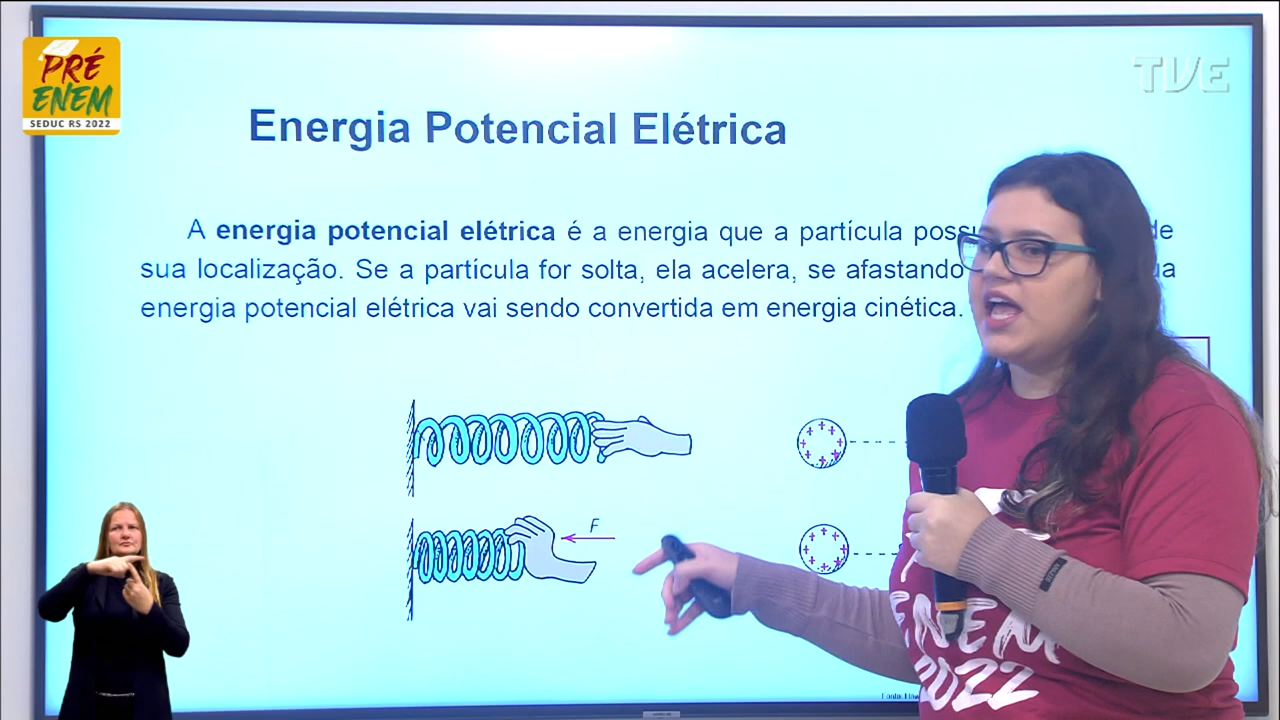 PRÉ
ENEM
SEDUC RS 2022
TVE
Energia Potencial Elétrica
A energia potencial elétrica é a energia que a partícula de
sua localização. Se a partícula for solta, ela acelera, se afastando
energia potencial elétrica vai sendo convertida em energia cinética.
F
ENEM
2022